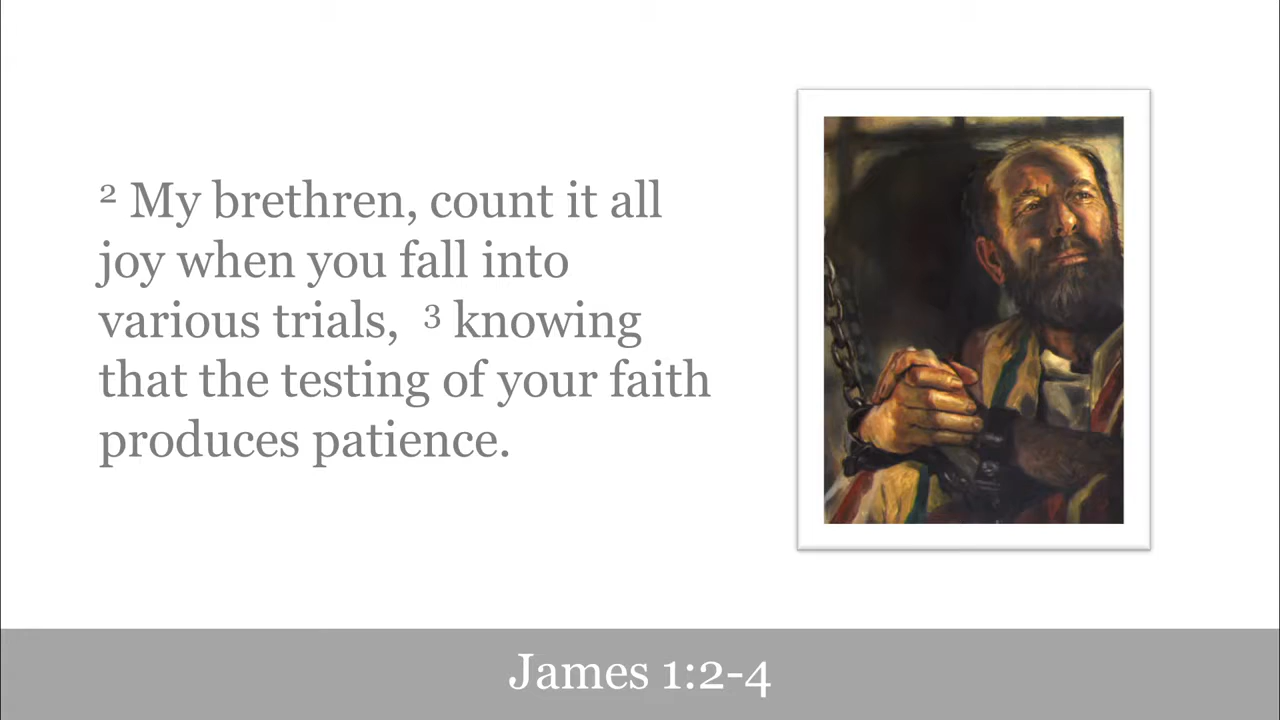 ² My brethren, count it all
joy when you fall into
various trials,  ³ knowing
that the testing of your faith
produces patience.
James 1:2-4